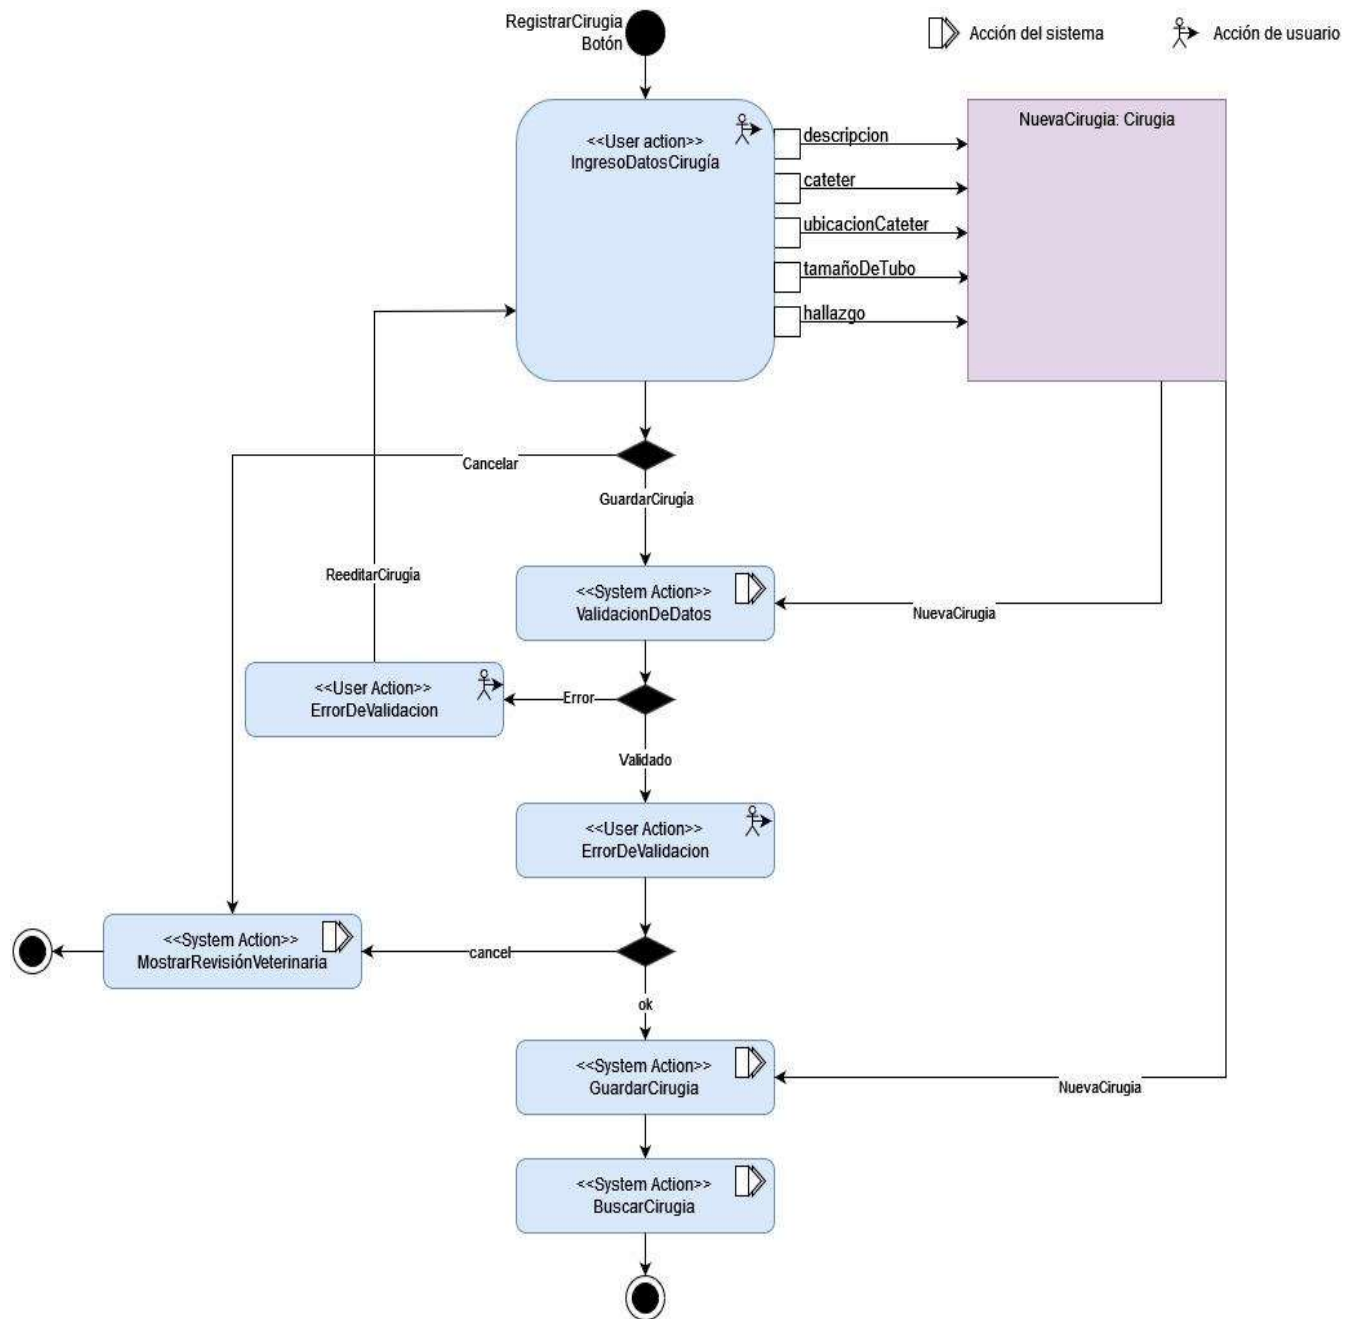 RegistrarCirugia
Botón
Acción del sistema
Acción de usuario
<<User action>>
IngresoDatosCirugía
descripcion
cateter
ubicacionCateter
tamañoDeTubo
hallazgo
NuevaCirugia: Cirugia
Cancelar
GuardarCirugía
ReeditarCirugía
<<System Action>>
ValidacionDeDatos
NuevaCirugia
<<User Action>>
ErrorDeValidacion
Error
Validado
<<User Action>>
ErrorDeValidacion
<<System Action>>
MostrarRevisiónVeterinaria
cancel
ok
<<System Action>>
GuardarCirugia
NuevaCirugia
<<System Action>>
BuscarCirugia